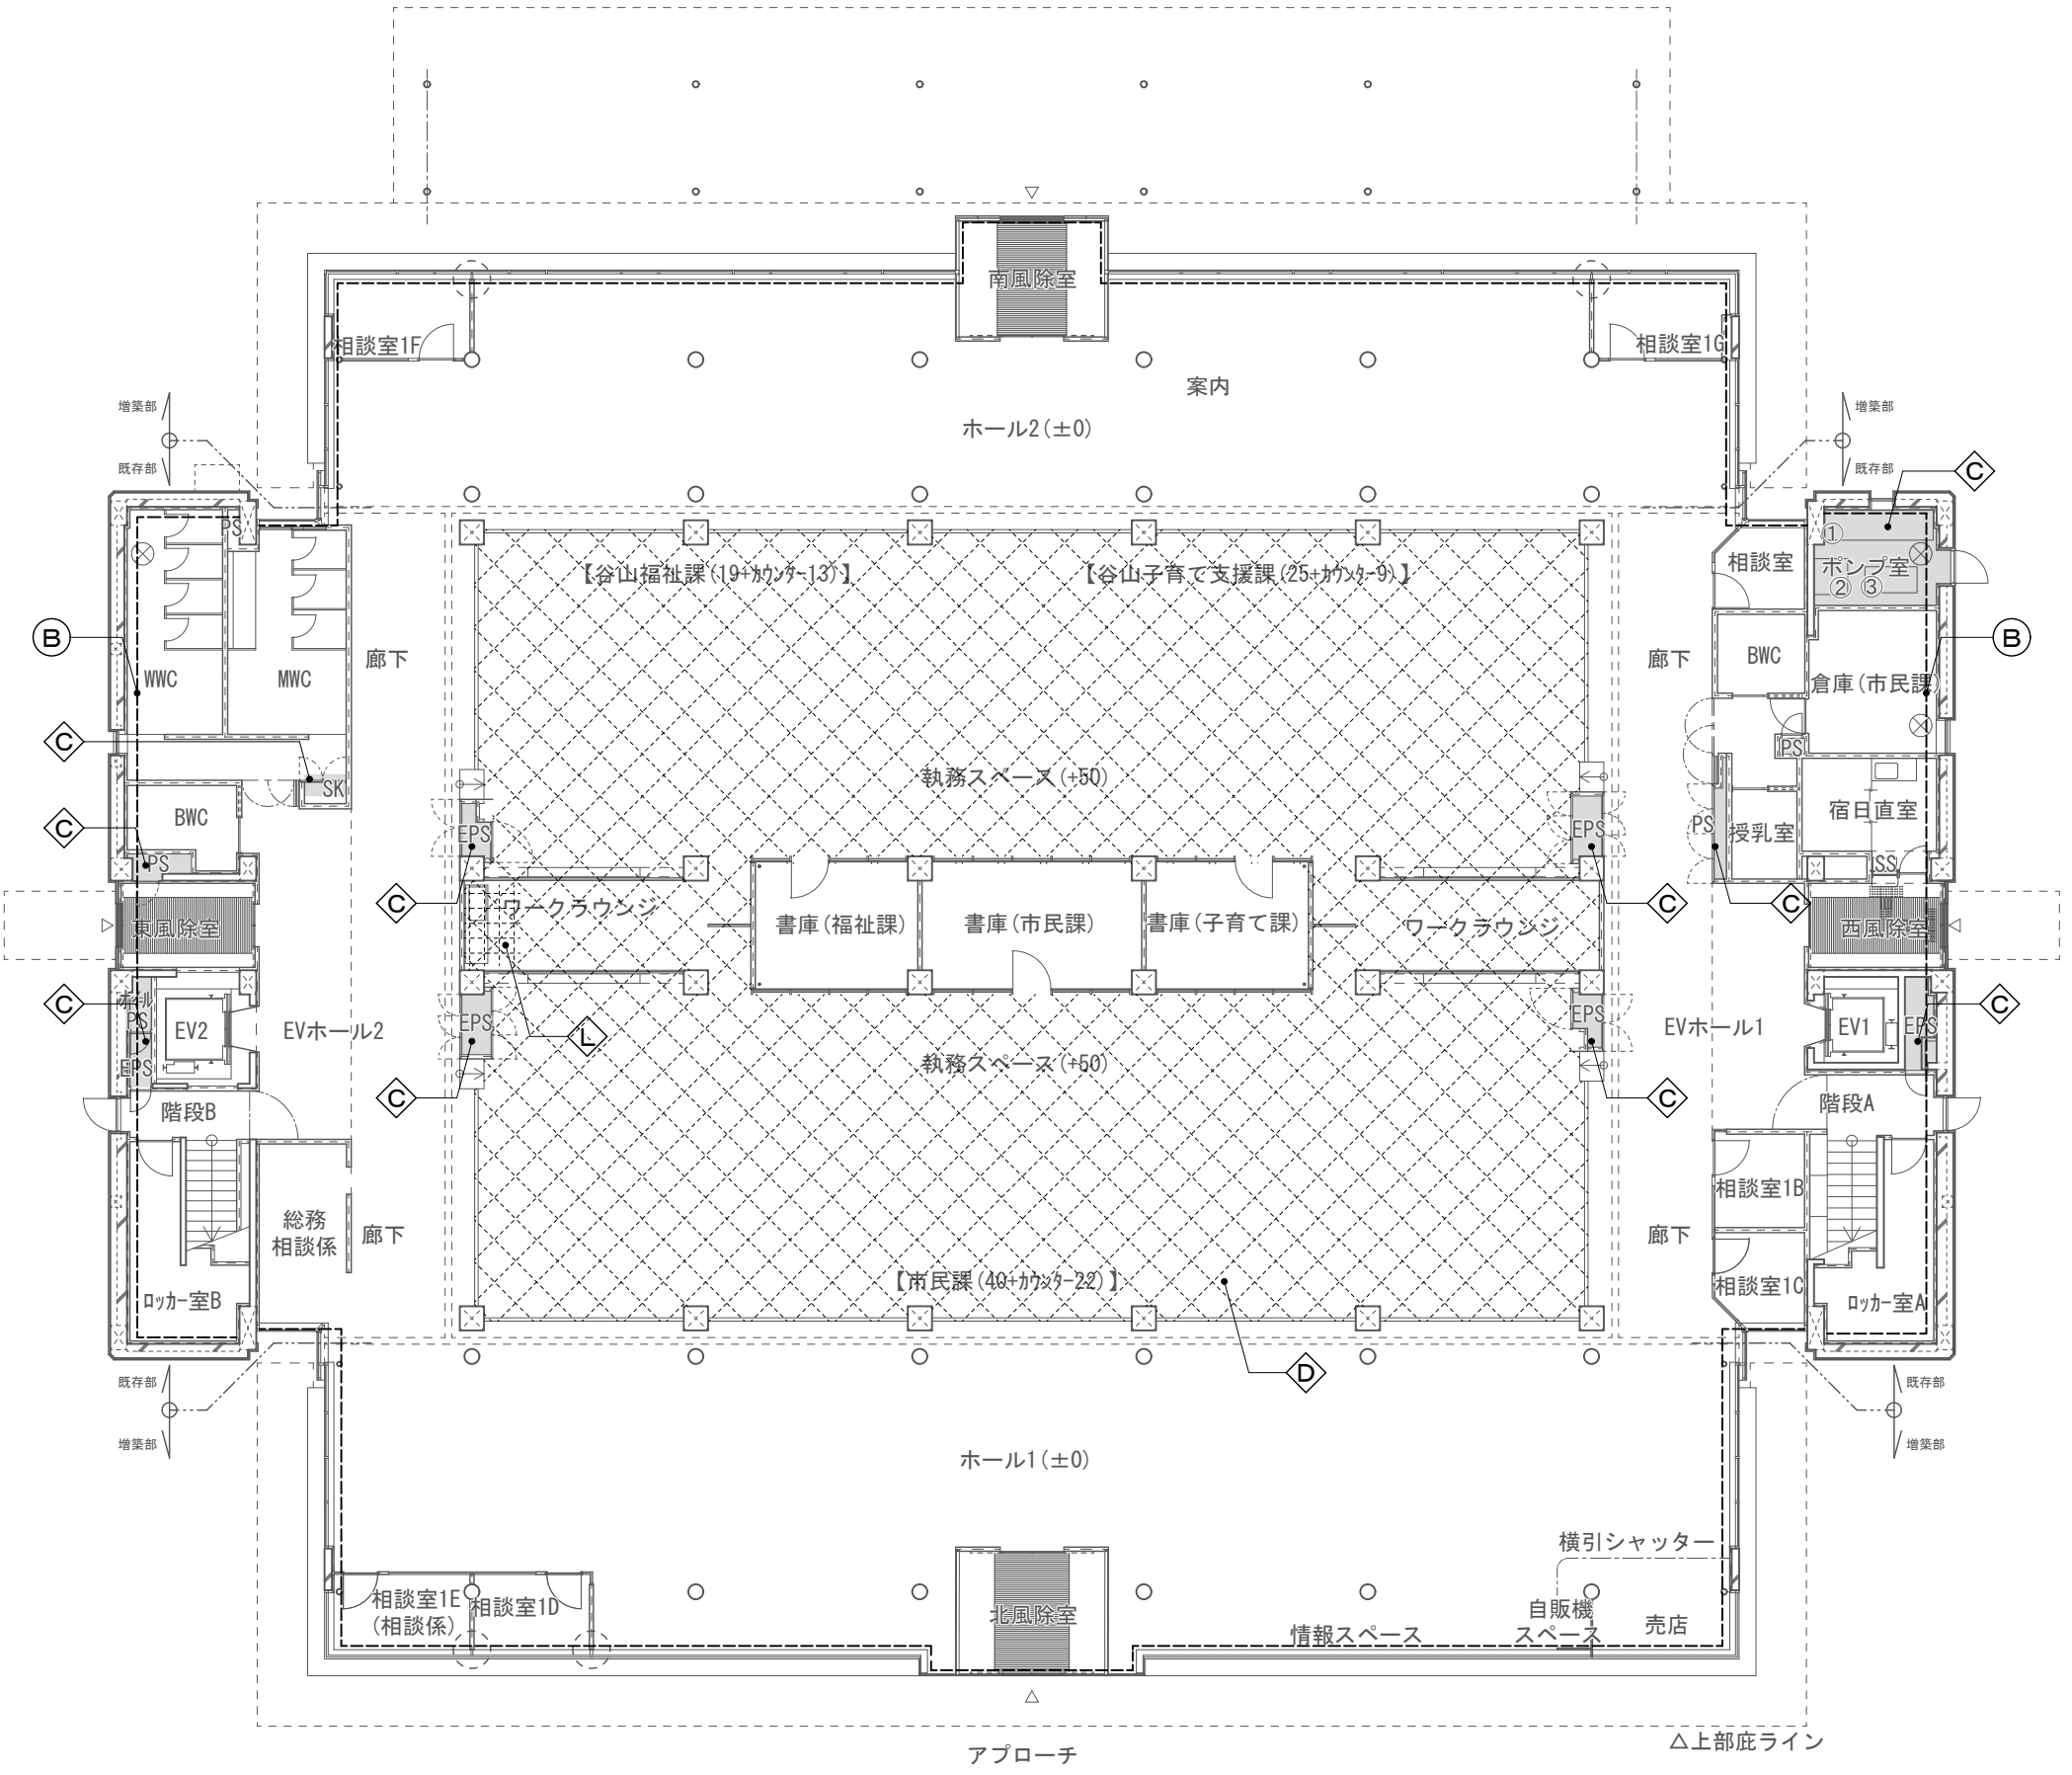 南風除室
相談室1F
相談室1G
案内
ホール2(±0)
増築部
既存部
増築部
既存部
C
PS
①
ポンプ室
② ③
相談室
【谷山福祉課(19+ｶｳﾝﾀｰ13)】
【谷山子育て支援課(25+ｶｳﾝﾀｰ9)】
B
WWC
MWC
廊下
廊下
BWC
倉庫(市民課)
B
C
SK
執務スペース(+50)
PS
C
BWC
PS
EPS
EPS
PS
授乳室
宿日直室
SS
C
ワークラウンジ
書庫(福祉課)
書庫(市民課)
書庫(子育て課)
ワークラウンジ
C
C
東風除室
西風除室
C
PS
EPS
EV2
EVホール2
EPS
L
執務スペース(+50)
EPS
EVホール1
EV1
EPS
C
C
C
階段B
階段A
総務
相談係
廊下
廊下
相談室1B
相談室1C
ﾛｯｶｰ室B
ﾛｯｶｰ室A
【市民課(40+ｶｳﾝﾀｰ22)】
D
既存部
増築部
既存部
増築部
ホール1(±0)
横引シャッター
相談室1E
(相談係)
相談室1D
北風除室
情報スペース
自販機
スペース
売店
アプローチ
△上部庇ライン